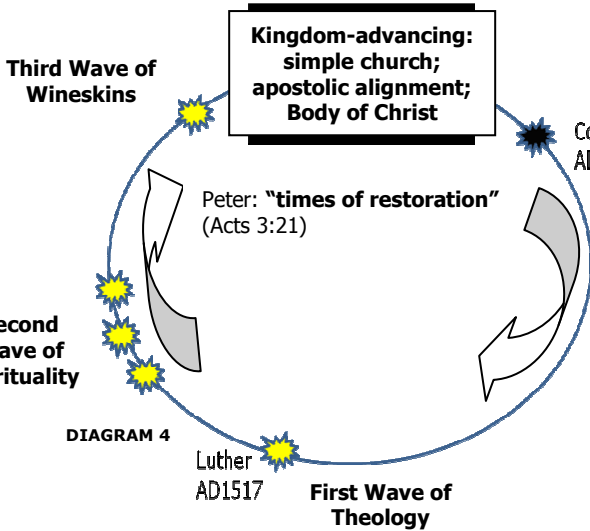 Kingdom-advancing:
simple church;
apostolic alignment;
Body of Christ
Third Wave of
Wineskins
Peter: “times of restoration”
(Acts 3:21)
DIAGRAM 4
Luther
AD1517
First Wave of
Theology